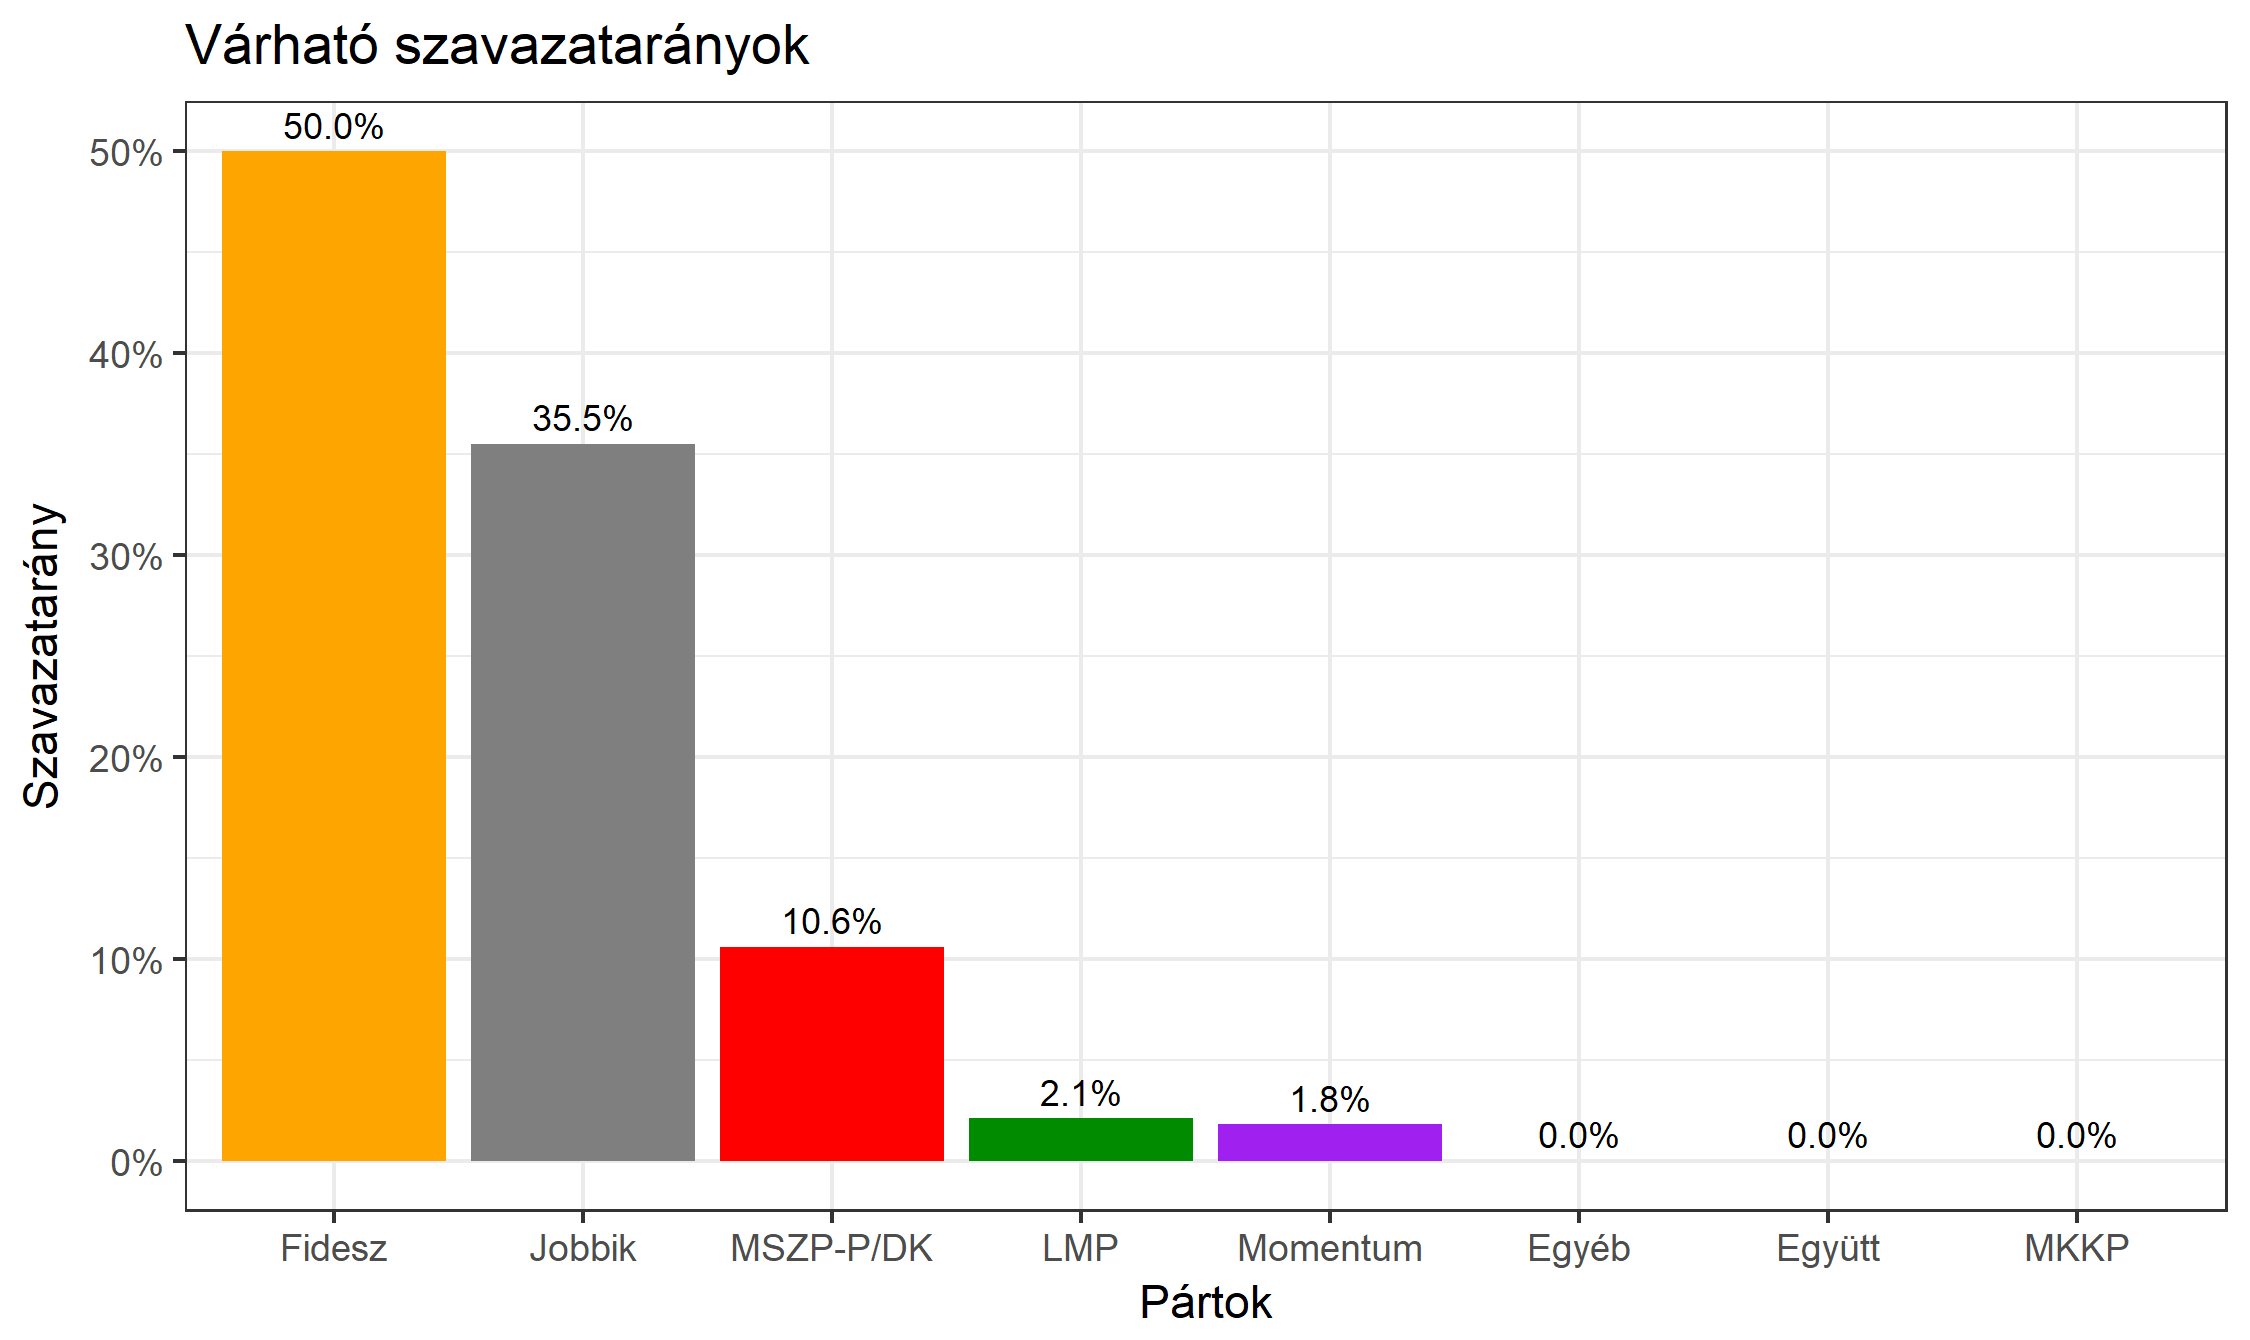 Várható szavazatarányok
Szavazatarány
50%
40%
30%
20%
10%
0%
50.0%
35.5%
10.6%
2.1%
1.8%
0.0%
0.0%
0.0%
Fidesz
Jobbik
MSZP-P/DK
LMP
Momentum
Egyéb
Együtt
MKKP
Pártok